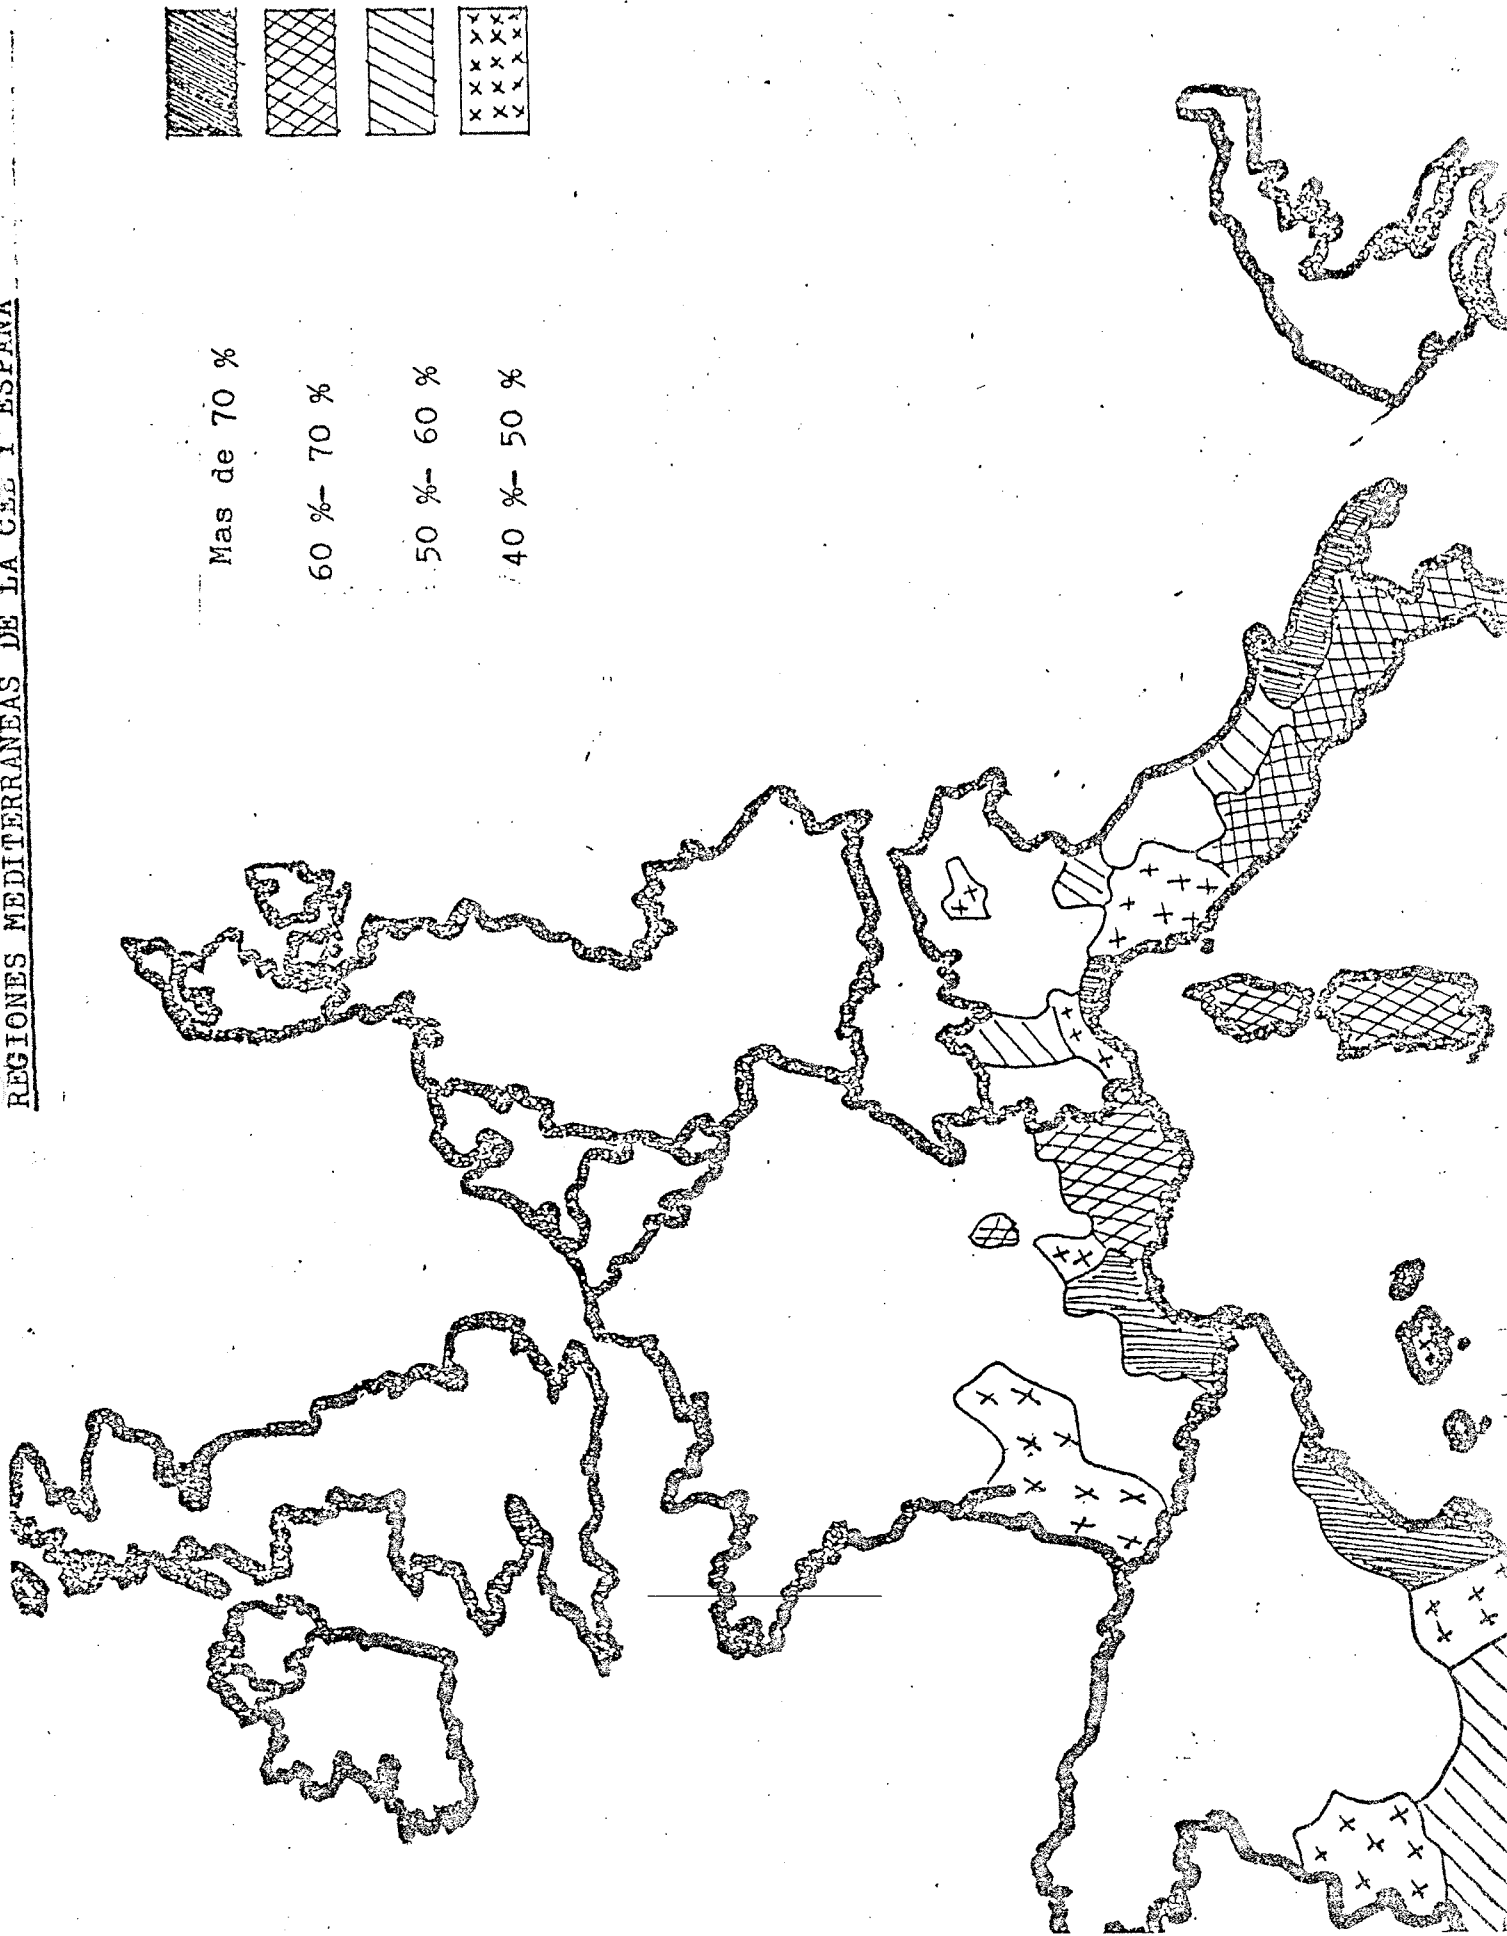 REGIONES MEDITERRANEAS DE LA CEE Y ESPAÑA
Mas de 70 %
60 %- 70 %
50 %- 60 %
40 %- 50 %